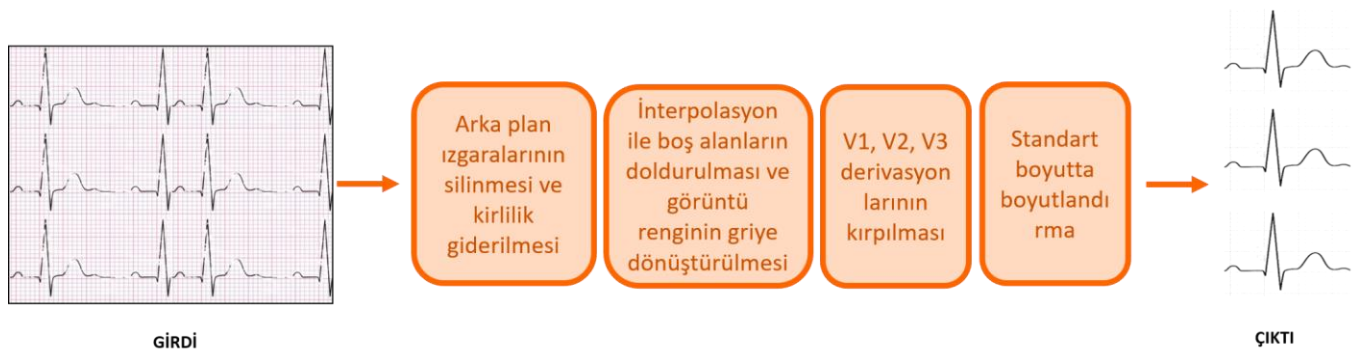 Arka plan
ızgaralarının
silinmesi ve
kirlilik
giderilmesi
İnterpolasyon
ile boş alanların
doldurulması ve
görüntü
renginin griye
dönüştürülmesi
V1, V2, V3
derivasyon
larının
kırpılması
Standart
boyutta
boyutlandı
rma
GİRDİ
ÇIKTI